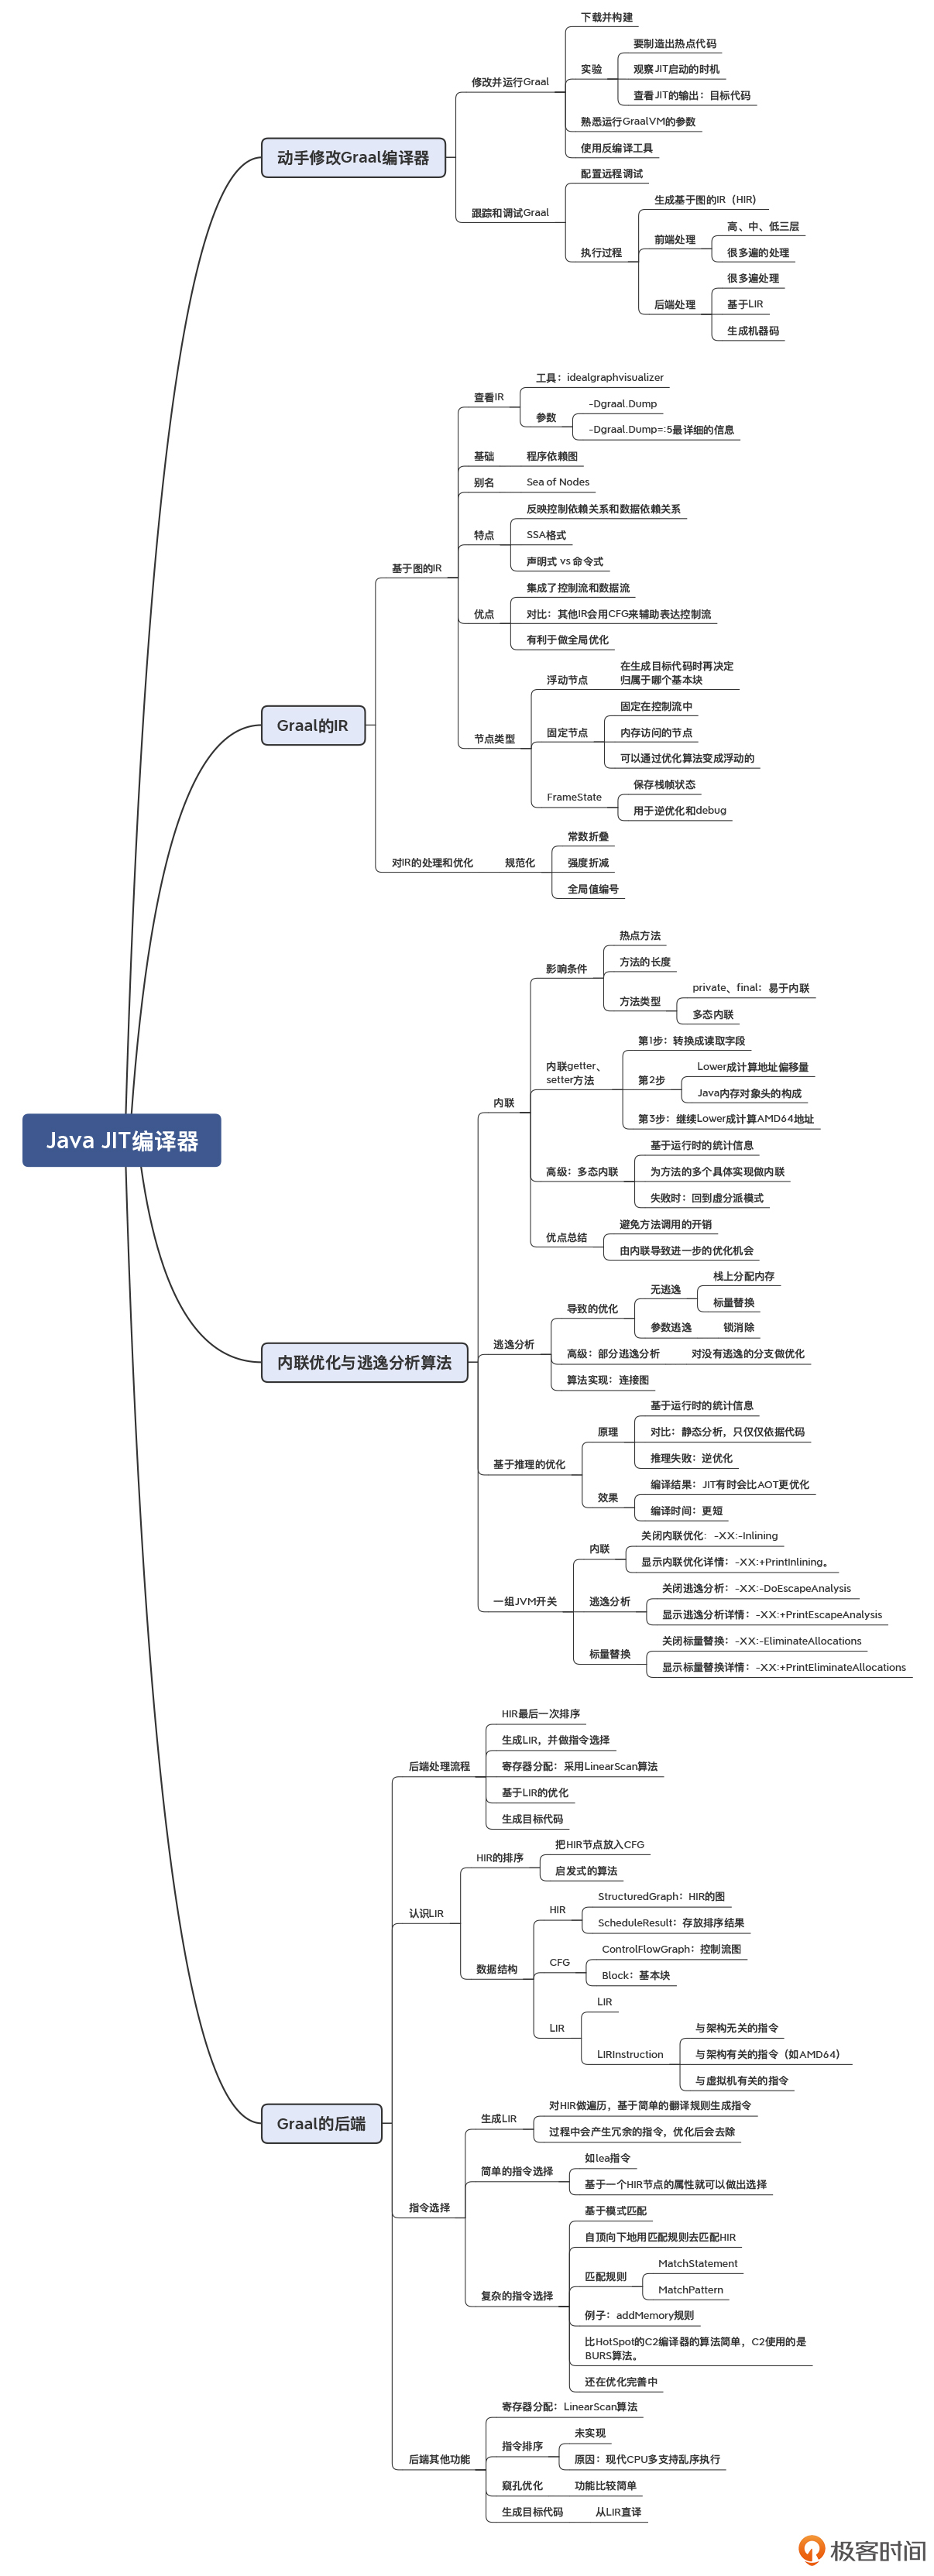 Java JIT编译器
动手修改Graal编译器
修改并运行Graal
下载并构建
实验
要制造出热点代码
观察JIT启动的时机
查看JIT的输出：目标代码
熟悉运行GraalVM的参数
使用反编译工具
跟踪和调试Graal
配置远程调试
执行过程
生成基于图的IR（HIR）
前端处理
高、中、低三层
很多遍的处理
后端处理
很多遍处理
基于LIR
生成机器码
Graal的IR
基于图的IR
查看IR
工具：idealgraphvisualizer
参数
-Dgraal.Dump
-Dgraal.Dump=:5最详细的信息
基础
程序依赖图
别名
Sea of Nodes
特点
反映控制依赖关系和数据依赖关系
SSA格式
声明式 vs 命令式
优点
集成了控制流和数据流
对比：其他IR会用CFG来辅助表达控制流
有利于做全局优化
节点类型
浮动节点
在生成目标代码时再决定
归属于哪个基本块
固定节点
固定在控制流中
内存访问的节点
可以通过优化算法变成浮动的
FrameState
保存栈帧状态
用于逆优化和debug
对IR的处理和优化
规范化
常数折叠
强度折减
全局值编号
内联优化与逃逸分析算法
内联
影响条件
热点方法
方法的长度
方法类型
private、final：易于内联
多态内联
内联getter、
setter方法
第1步：转换成读取字段
第2步
Lower成计算地址偏移量
Java内存对象头的构成
第3步：继续Lower成计算AMD64地址
高级：多态内联
基于运行时的统计信息
为方法的多个具体实现做内联
失败时：回到虚分派模式
优点总结
避免方法调用的开销
由内联导致进一步的优化机会
逃逸分析
导致的优化
无逃逸
栈上分配内存
标量替换
参数逃逸
锁消除
高级：部分逃逸分析
对没有逃逸的分支做优化
算法实现：连接图
基于推理的优化
原理
基于运行时的统计信息
对比：静态分析，只仅仅依据代码
推理失败：逆优化
效果
编译结果：JIT有时会比AOT更优化
编译时间：更短
一组JVM开关
内联
关闭内联优化：-XX:-Inlining
显示内联优化详情：-XX:+PrintInlining。
逃逸分析
关闭逃逸分析：-XX:-DoEscapeAnalysis
显示逃逸分析详情：-XX:+PrintEscapeAnalysis
标量替换
关闭标量替换：-XX:-EliminateAllocations
显示标量替换详情：-XX:+PrintEliminateAllocations
Graal的后端
后端处理流程
HIR最后一次排序
生成LIR，并做指令选择
寄存器分配：采用LinearScan算法
基于LIR的优化
生成目标代码
认识LIR
HIR的排序
把HIR节点放入CFG
启发式的算法
数据结构
HIR
StructuredGraph：HIR的图
ScheduleResult：存放排序结果
CFG
ControlFlowGraph：控制流图
Block：基本块
LIR
LIR
LIRInstruction
与架构无关的指令
与架构有关的指令（如AMD64）
与虚拟机有关的指令
指令选择
生成LIR
对HIR做遍历，基于简单的翻译规则生成指令
过程中会产生冗余的指令，优化后会去除
简单的指令选择
如lea指令
基于一个HIR节点的属性就可以做出选择
复杂的指令选择
基于模式匹配
自顶向下地用匹配规则去匹配HIR
匹配规则
MatchStatement
MatchPattern
例子：addMemory规则
比HotSpot的C2编译器的算法简单，C2使用的是
BURS算法。
还在优化完善中
后端其他功能
寄存器分配：LinearScan算法
指令排序
未实现
原因：现代CPU多支持乱序执行
窥孔优化
功能比较简单
生成目标代码
从LIR直译
极客时间